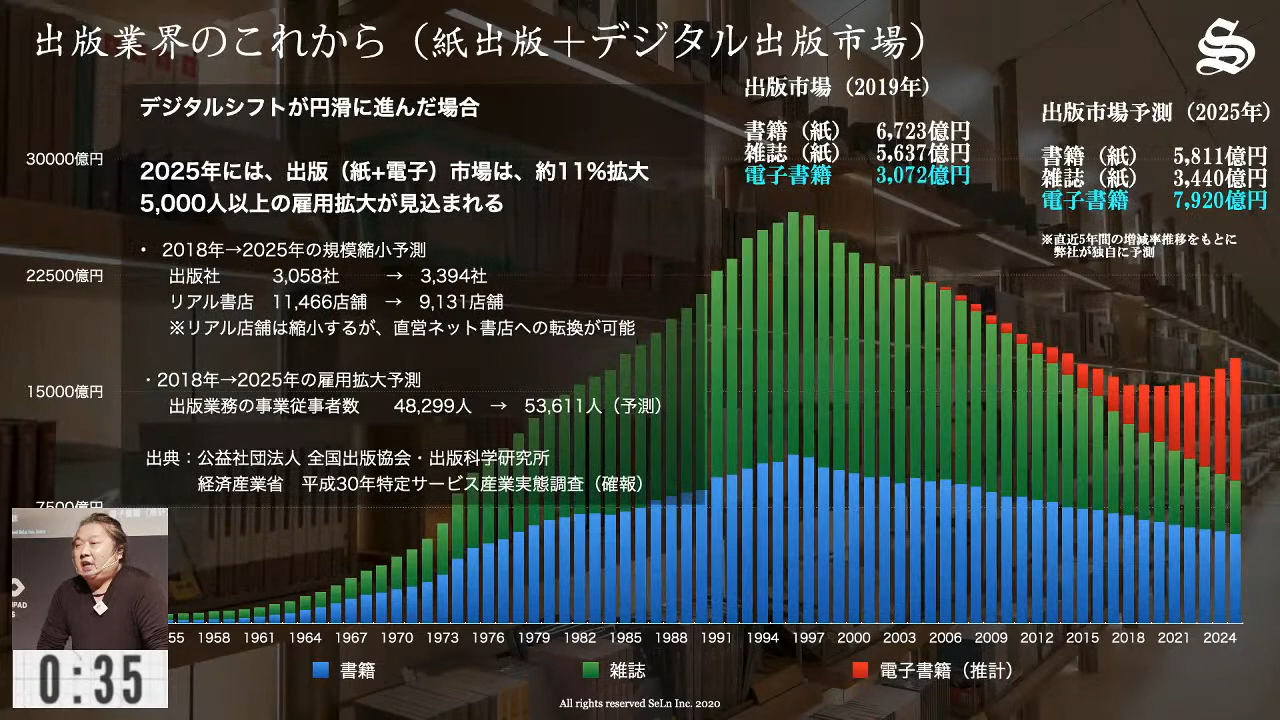 出版業界のこれから（紙出版＋デジタル出版市場）
S
デジタルシフトが円滑に進んだ場合
2025年には、出版（紙+電子）市場は、約11%拡大
5,000人以上の雇用拡大が見込まれる
・ 2018年→2025年の規模縮小予測
出版社 3,058社 → 3,394社
リアル書店 11,466店舗 → 9,131店舗
※リアル店舗は縮小するが、直営ネット書店への転換が可能
・2018年→2025年の雇用拡大予測
出版業務の事業従事者数 48,299人 → 53,611人（予測）
出典：公益社団法人 全国出版協会・出版科学研究所
経済産業省 平成30年特定サービス産業実態調査（確報）
出版市場（2019年）
書籍（紙） 6,723億円
雑誌（紙） 5,637億円
電子書籍 3,072億円
出版市場予測（2025年）
書籍（紙） 5,811億円
雑誌（紙） 3,440億円
電子書籍 7,920億円
※直近5年間の増減率推移をもとに
弊社が独自に予測
30000億円
22500億円
15000億円
7500億円
55 1958 1961 1964 1967 1970 1973 1976 1979 1982 1985 1988 1991 1994 1997 2000 2003 2006 2009 2012 2015 2018 2021 2024
書籍 雑誌 電子書籍（推計）
0:35
All rights reserved SeLn Inc. 2020